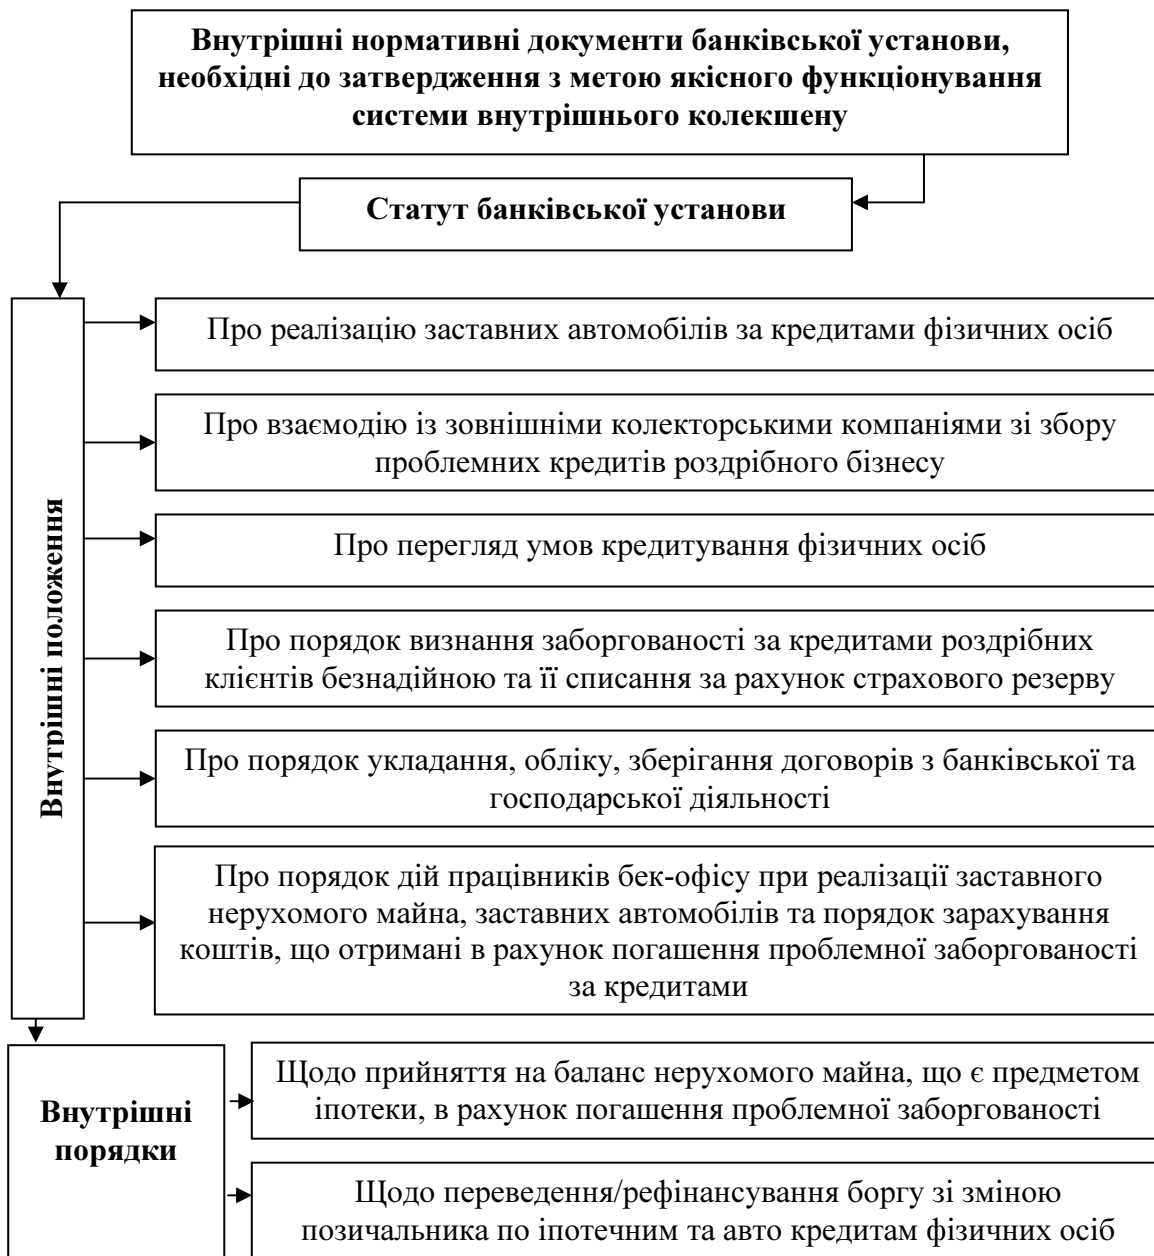 Внутрішні нормативні документи банківської установи,
необхідні до затвердження з метою якісного функціонування
системи внутрішнього колекшену
Статут банківської установи
Внутрішні положення
Про реалізацію заставних автомобілів за кредитами фізичних осіб
Про взаємодію із зовнішніми колекторськими компаніями зі збору
проблемних кредитів роздрібного бізнесу
Про перегляд умов кредитування фізичних осіб
Про порядок визнання заборгованості за кредитами роздрібних
клієнтів безнадійною та її списання за рахунок страхового резерву
Про порядок укладання, обліку, зберігання договорів з банківської та
господарської діяльності
Про порядок дій працівників бек-офісу при реалізації заставного
нерухомого майна, заставних автомобілів та порядок зарахування
коштів, що отримані в рахунок погашення проблемної заборгованості
за кредитами
Внутрішні
порядки
Щодо прийняття на баланс нерухомого майна, що є предметом
іпотеки, в рахунок погашення проблемної заборгованості
Щодо переведення/рефінансування боргу зі зміною
позичальника по іпотечним та авто кредитам фізичних осіб